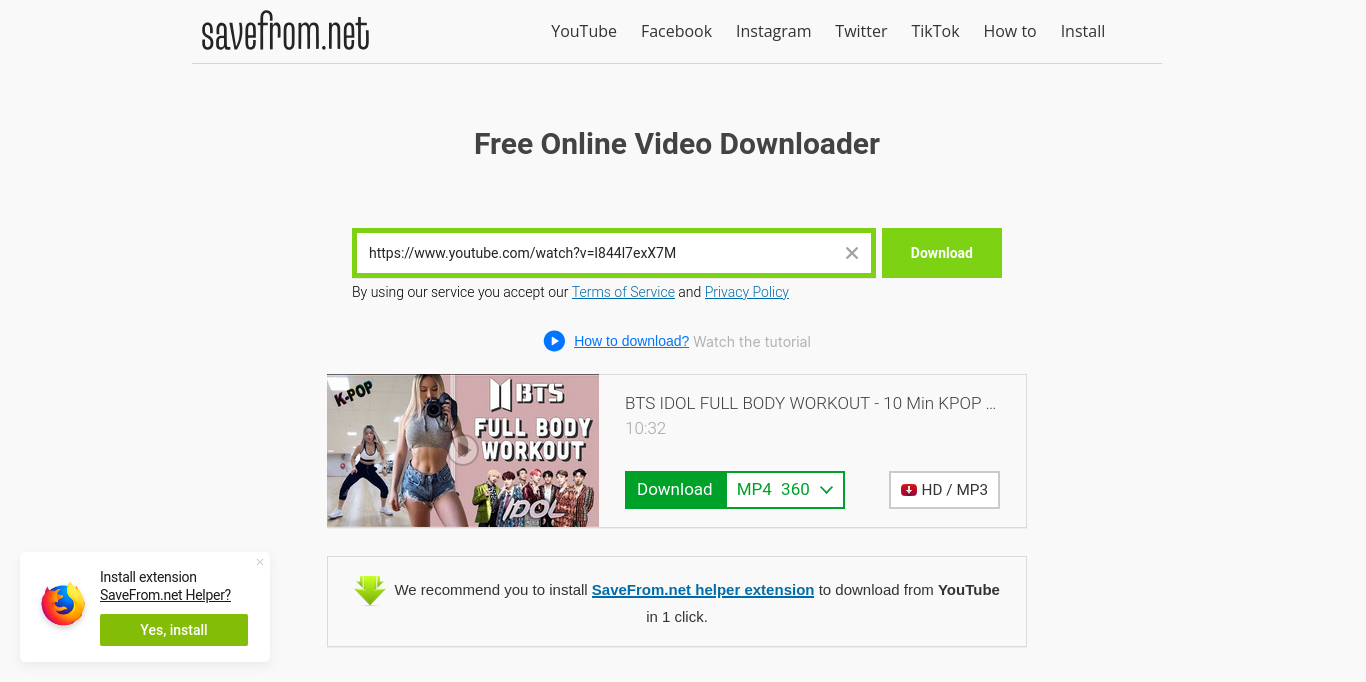 savefrom.net
YouTube Facebook Instagram Twitter TikTok How to Install
Free Online Video Downloader
https://www.youtube.com/watch?v=I844I7exX7M
Download
By using our service you accept our Terms of Service and Privacy Policy
How to download? Watch the tutorial
K-POP
BTS
FULL BODY
WORKOUT
IDOL
BTS IDOL FULL BODY WORKOUT - 10 Min KPOP ...
10:32
Download MP4 360
HD / MP3
We recommend you to install SaveFrom.net helper extension to download from YouTube
in 1 click.
Install extension
SaveFrom.net Helper?
Yes, install